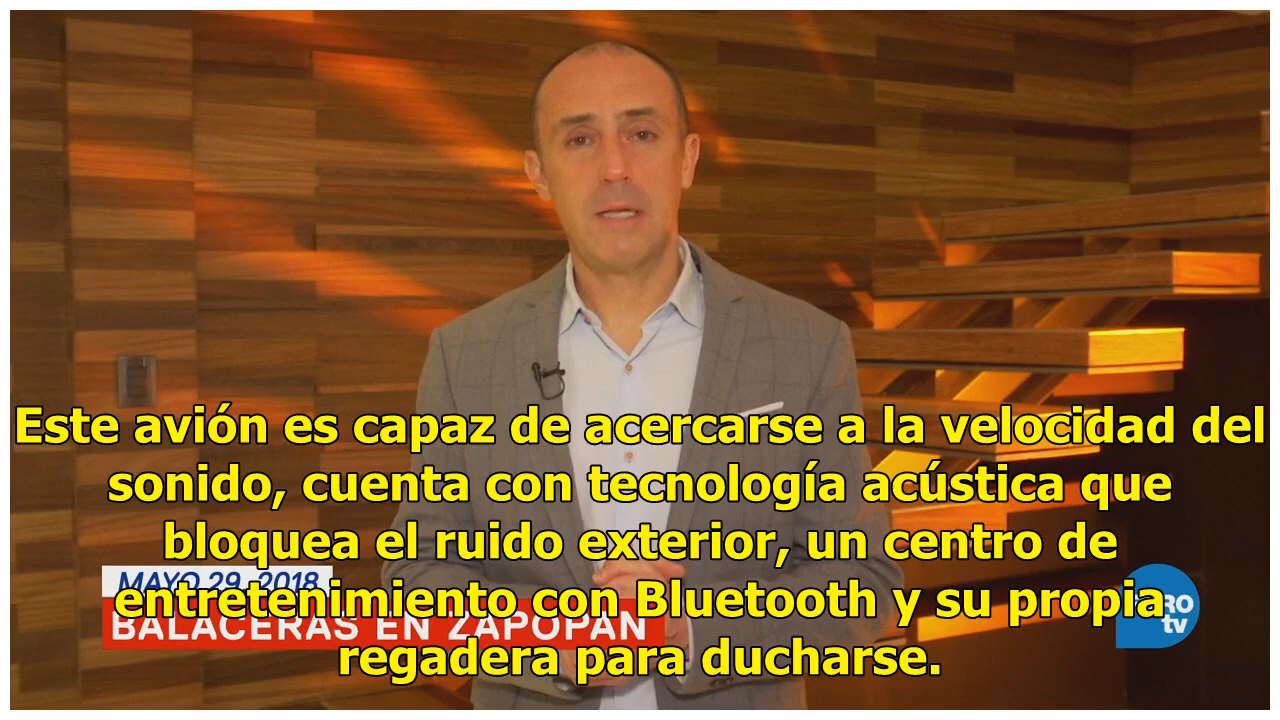 Este avión es capaz de acercarse a la velocidad del
sonido, cuenta con tecnología acústica que
bloquea el ruido exterior, un centro de
entretenimiento con Bluetooth y su propia
regadera para ducharse.
MAYO 29, 2018
BALACERAS EN ZAPOPAN
tv